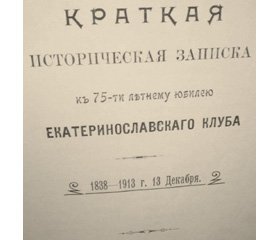 КРАТКАЯ
ИСТОРИЧЕСКАЯ ЗАПИСКА
къ 75-ти лѣтнему юбилею
ЕКАТЕРИНОСЛАВСКАГО КЛУБА
1838—1913 г. 13 Декабря.